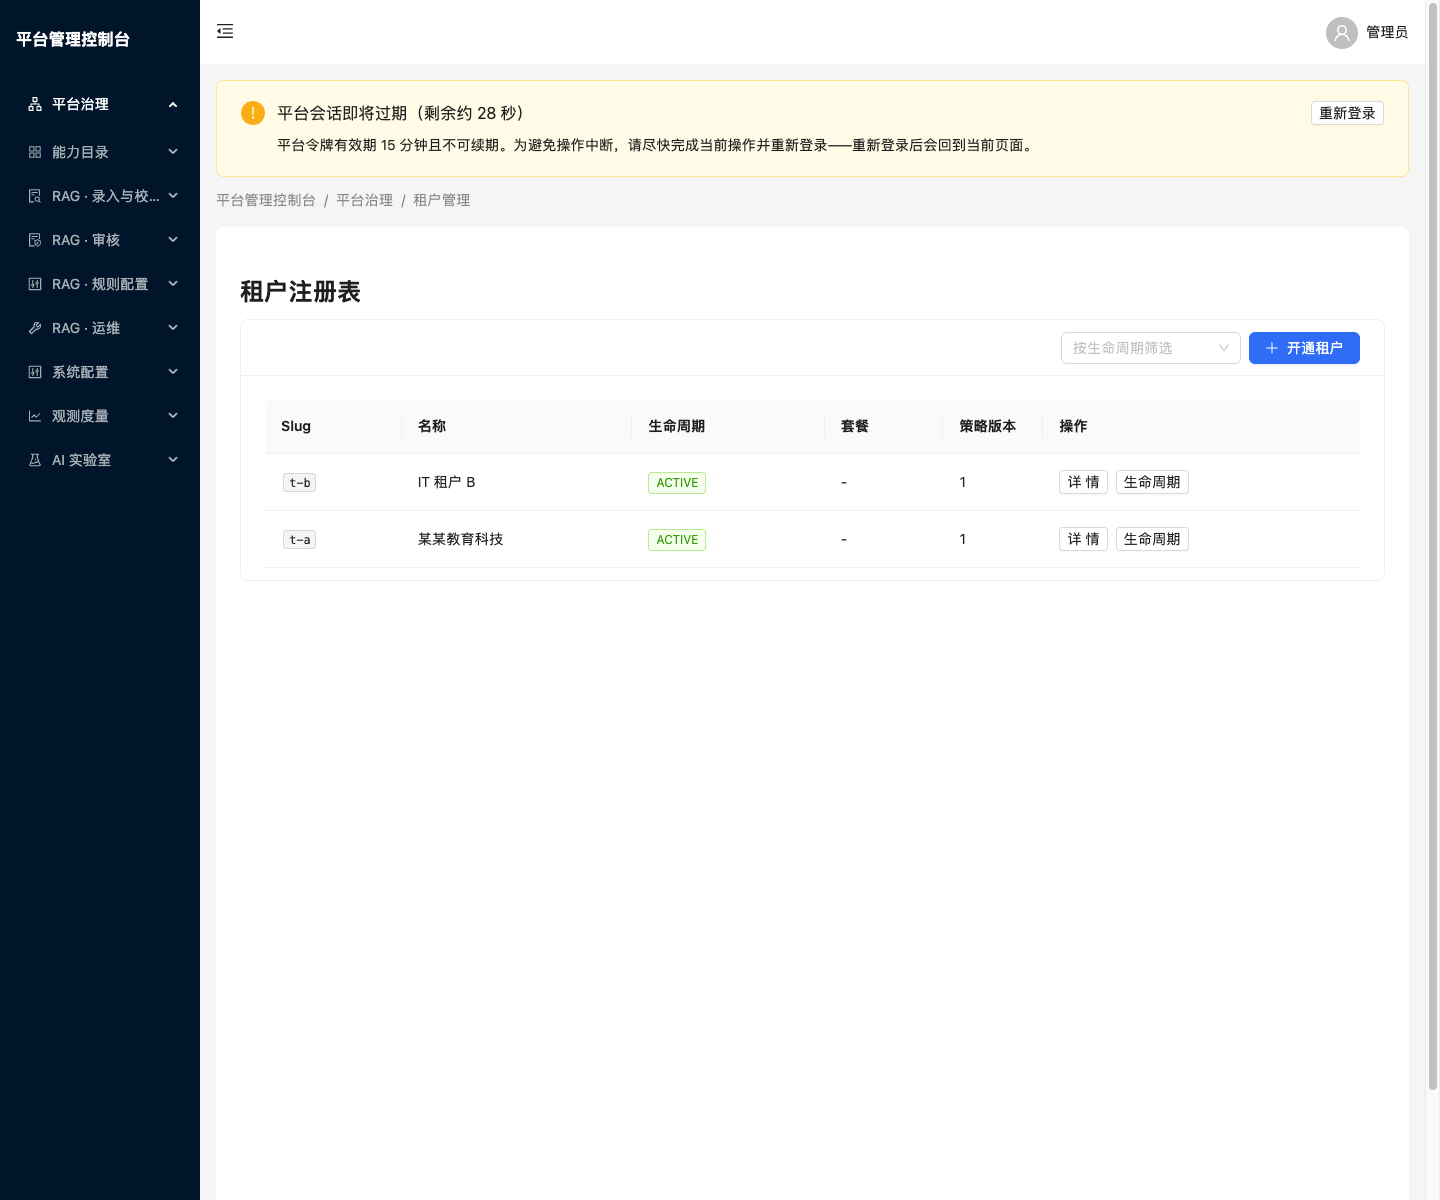 平台管理控制台
平台治理
能力目录
RAG · 录入与校...
RAG · 审核
RAG · 规则配置
RAG · 运维
系统配置
观测度量
AI 实验室
管理员
平台会话即将过期（剩余约 28 秒）
重新登录
平台令牌有效期 15 分钟且不可续期。为避免操作中断，请尽快完成当前操作并重新登录——重新登录后会回到当前页面。
平台管理控制台 / 平台治理 / 租户管理
租户注册表
按生命周期筛选
开通租户
Slug 名称 生命周期 套餐 策略版本 操作
t-b IT 租户 B ACTIVE - 1 详 情 生命周期
t-a 某某教育科技 ACTIVE - 1 详 情 生命周期